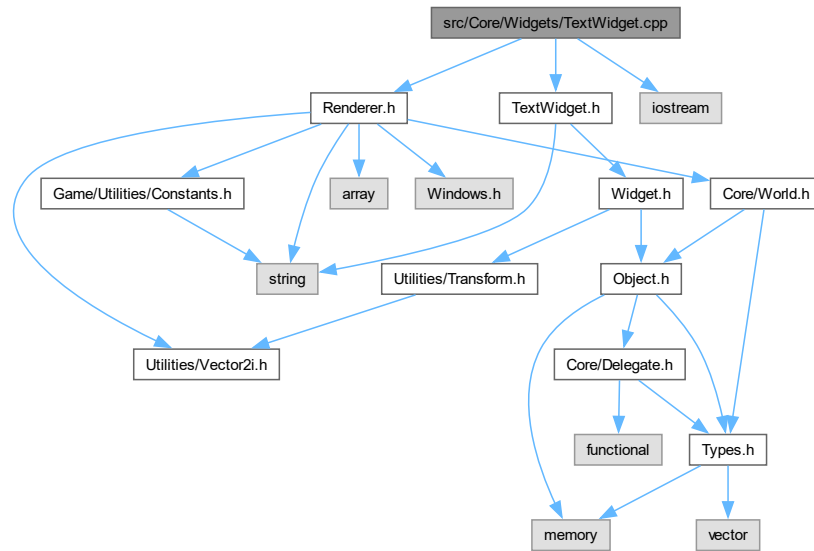 src/Core/Widgets/TextWidget.cpp
Renderer.h
TextWidget.h
iostream
Game/Utilities/Constants.h
array
Windows.h
Widget.h
Core/World.h
string
Utilities/Transform.h
Object.h
Utilities/Vector2i.h
Core/Delegate.h
functional
Types.h
memory
vector